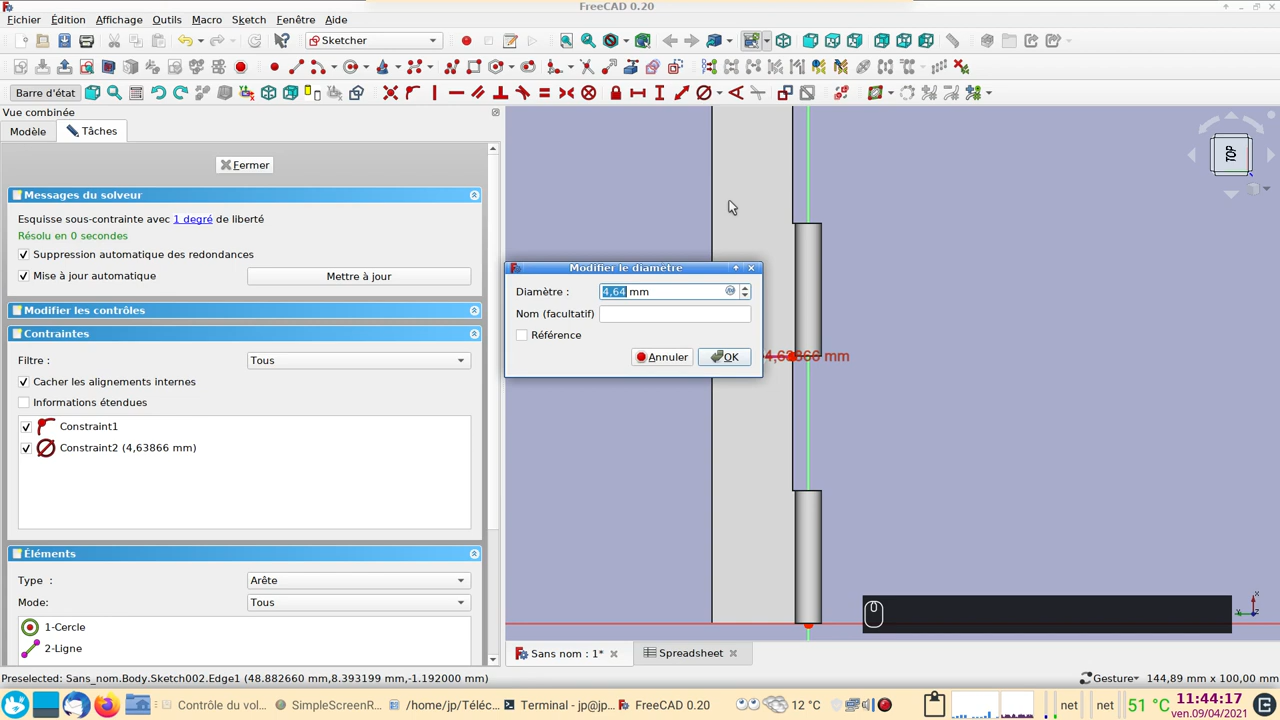 FreeCAD 0.20
Fichier Édition Affichage Outils Macro Sketch Fenêtre Aide
Sketcher
Barre d'état
Vue combinée
Modèle Tâches
Fermer
Messages du solveur
Esquisse sous-contrainte avec 1 degré de liberté
Résolu en 0 secondes
Suppression automatique des redondances
Mise à jour automatique Mettre à jour
Modifier les contrôles
Contraintes
Filtre : Tous
Cacher les alignements internes
Informations étendues
Constraint1
Constraint2 (4,63866 mm)
Éléments
Type : Arête
Mode: Tous
1-Cercle
2-Ligne
TOP
Modifier le diamètre
Diamètre : 4,64 mm
Nom (facultatif)
Référence
Annuler OK
4,63866 mm
X
Y
Sans nom : 1* Spreadsheet
Preselected: Sans_nom.Body.Sketch002.Edge1 (48.882660 mm,8.393199 mm,-1.192000 mm) Gesture 144,89 mm x 100,00 mm
Contrôle du vol... SimpleScreenR... /home/jp/Téléc... Terminal - jp@jp... FreeCAD 0.20 12 °C net net 51 °C 11:44:17
ven.09/04/2021